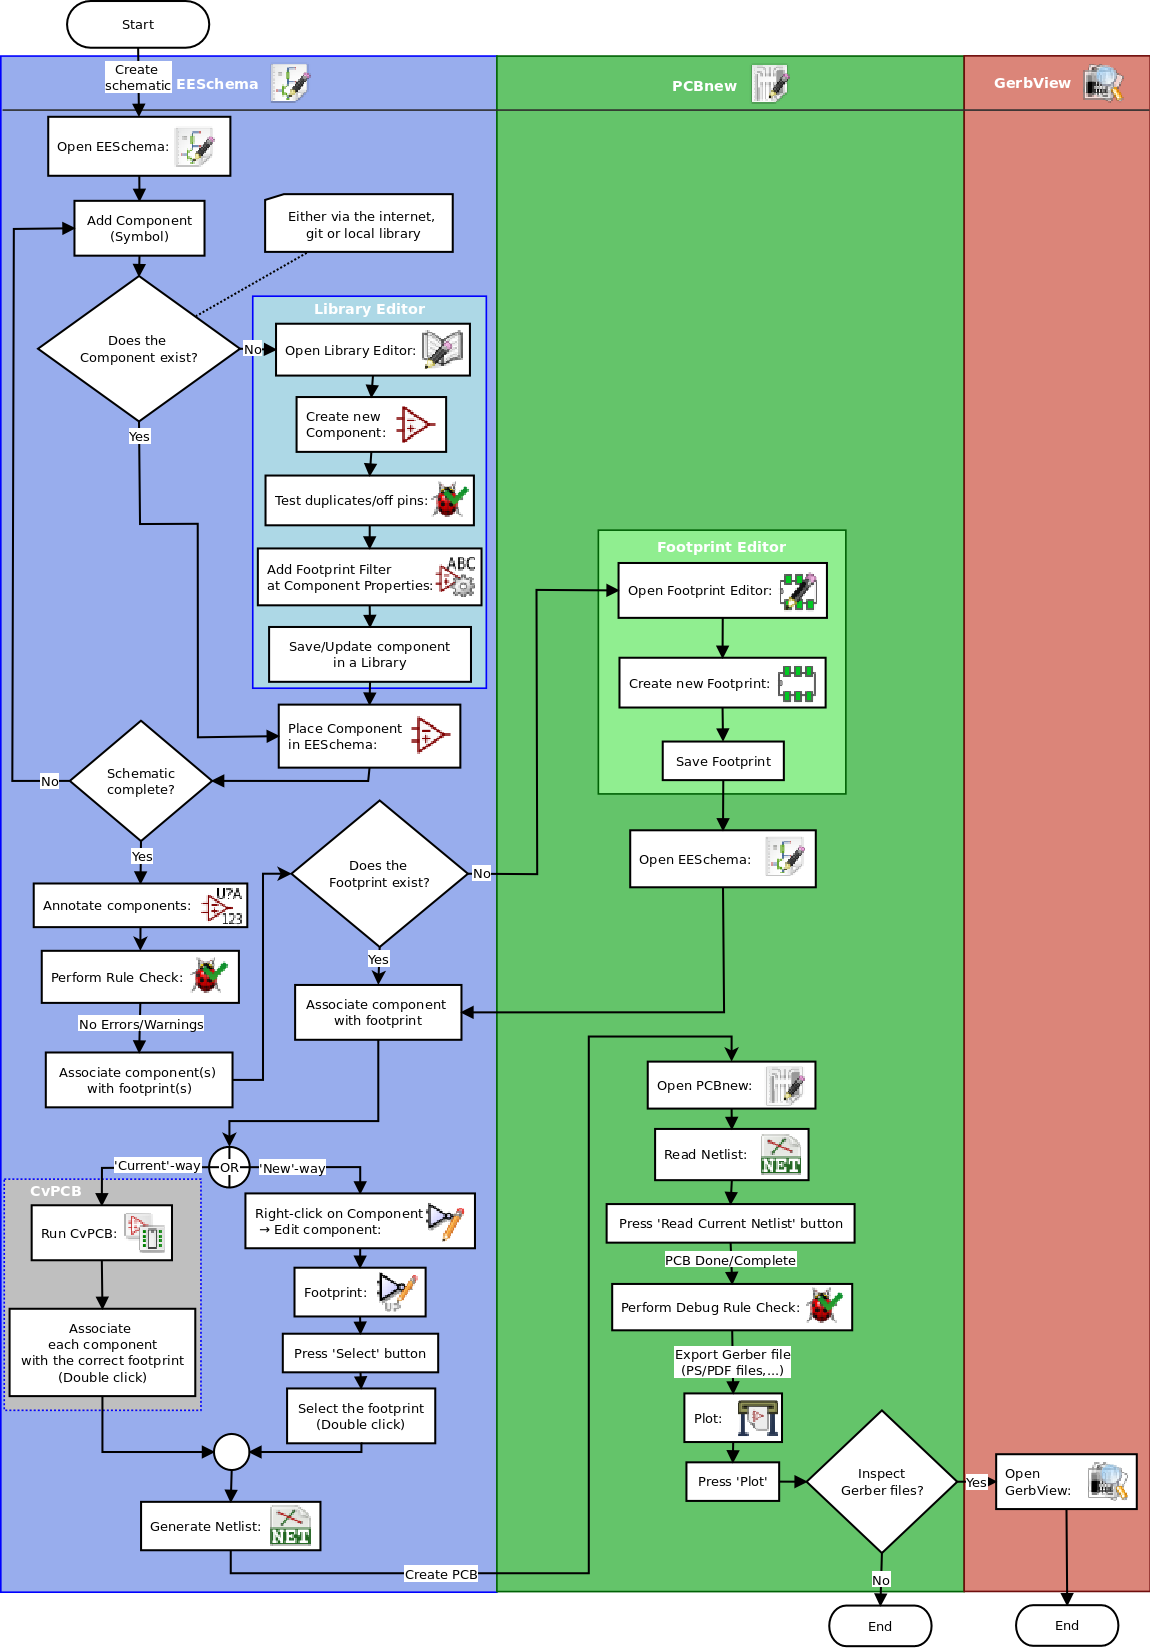 Start
Create
schematic
EESchema
PCBnew
GerbView
Open EESchema:
Add Component
(Symbol)
Either via the internet,
git or local library
Does the
Component exist?
No
Yes
Library Editor
Open Library Editor:
Create new
Component:
Test duplicates/off pins:
Add Footprint Filter
at Component Properties:
ABC
Save/Update component
in a Library
Place Component
in EESchema:
Schematic
complete?
No
Yes
Footprint Editor
Open Footprint Editor:
Create new Footprint:
Save Footprint
Open EESchema:
Does the
Footprint exist?
No
Yes
Annotate components:
U?A
123
Perform Rule Check:
No Errors/Warnings
Associate component(s)
with footprint(s)
Associate component
with footprint
OR
'Current'-way
'New'-way
CvPCB
Run CvPCB:
Associate
each component
with the correct footprint
(Double click)
Right-click on Component
→ Edit component:
Footprint:
Press 'Select' button
Select the footprint
(Double click)
Generate Netlist:
NET
Create PCB
Open PCBnew:
Read Netlist:
NET
Press 'Read Current Netlist' button
PCB Done/Complete
Perform Debug Rule Check:
Export Gerber file
(PS/PDF files,...)
Plot:
Press 'Plot'
Inspect
Gerber files?
Yes
No
Open
GerbView:
End
End